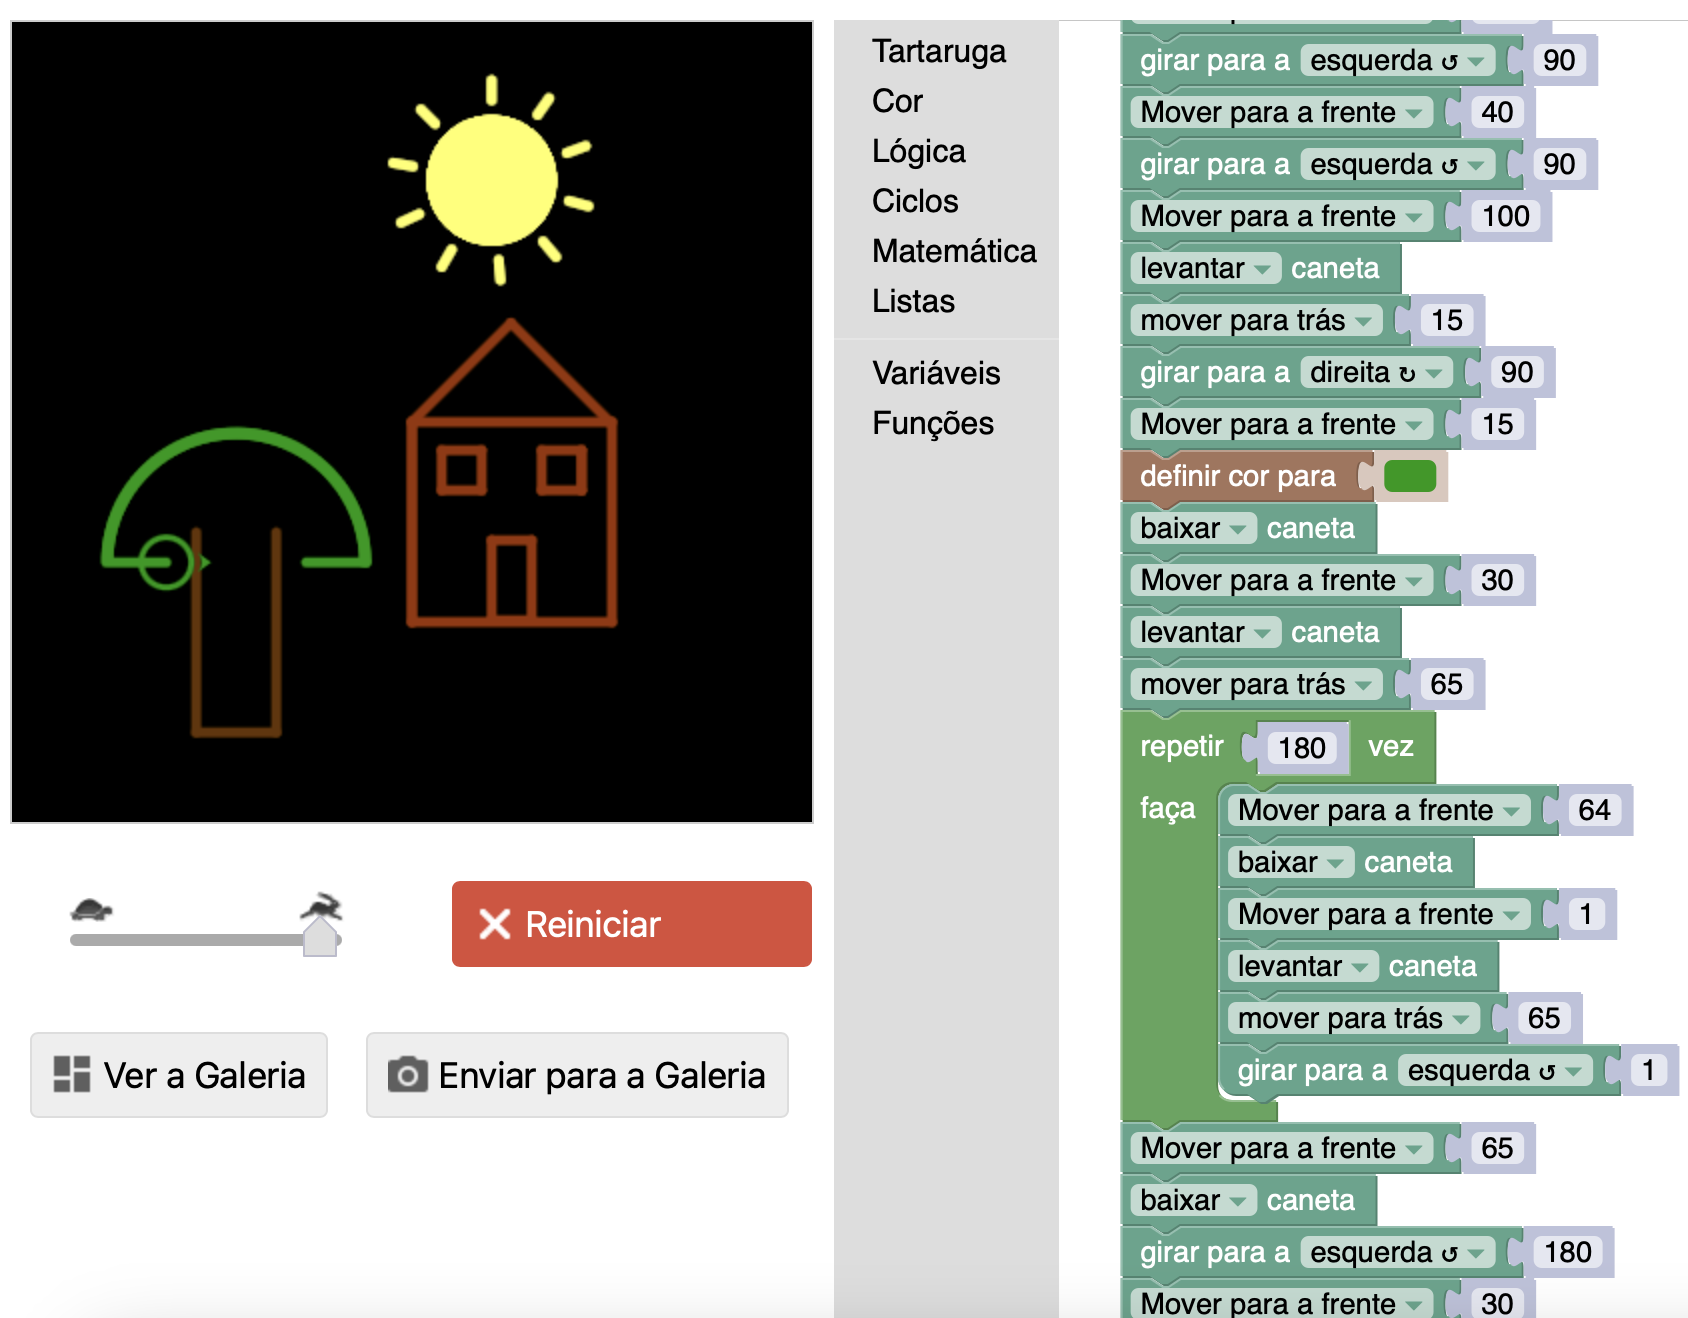 Tartaruga
Cor
Lógica
Ciclos
Matemática
Listas
Variáveis
Funções
girar para a esquerda ↺ 90
Mover para a frente 40
girar para a esquerda ↺ 90
Mover para a frente 100
levantar caneta
mover para trás 15
girar para a direita ↻ 90
Mover para a frente 15
definir cor para
baixar caneta
Mover para a frente 30
levantar caneta
mover para trás 65
repetir 180 vez
faça Mover para a frente 64
baixar caneta
Mover para a frente 1
levantar caneta
mover para trás 65
girar para a esquerda ↺ 1
Mover para a frente 65
baixar caneta
girar para a esquerda ↺ 180
Mover para a frente 30
Reiniciar
Ver a Galeria
Enviar para a Galeria